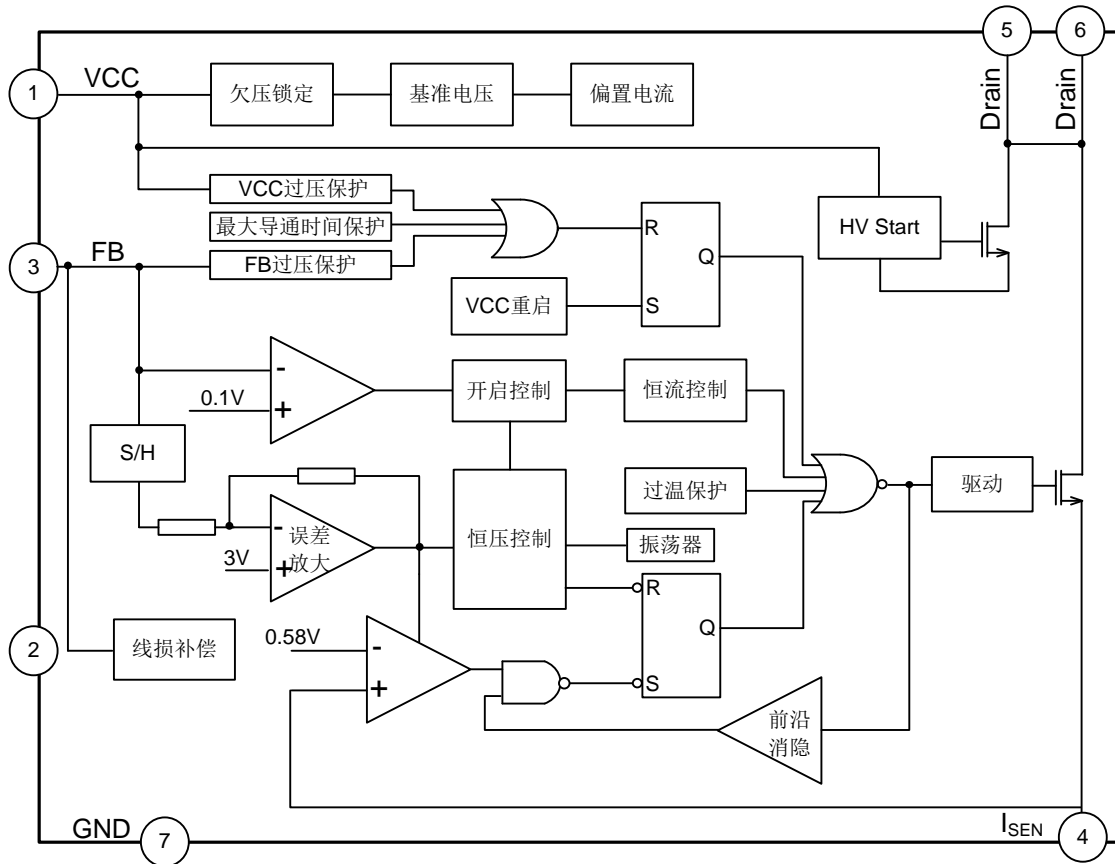 5
6
1
VCC
欠压锁定
基准电压
偏置电流
Drain
Drain
VCC过压保护
最大导通时间保护
FB过压保护
3
FB
R
Q
S
VCC重启
HV Start
-
+
0.1V
开启控制
恒流控制
S/H
-
+
误差
放大
3V
恒压控制
过温保护
振荡器
驱动
R
Q
S
2
线损补偿
0.58V
-
+
前沿
消隐
GND
7
ISEN
4